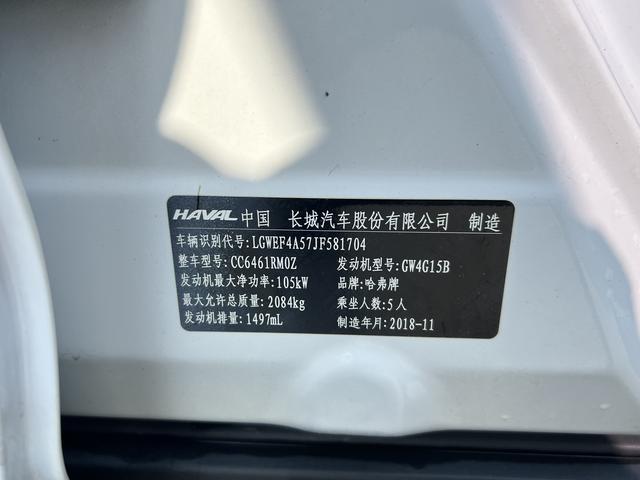 HAVAL 中国 长城汽车股份有限公司 制造
车辆识别代号:LGWEF4A57JF581704
整车型号:CC6461RM0Z 发动机型号:GW4G15B
发动机最大净功率:105kW 品牌:哈弗牌
最大允许总质量:2084kg 乘坐人数:5人
发动机排量:1497mL 制造年月:2018-11